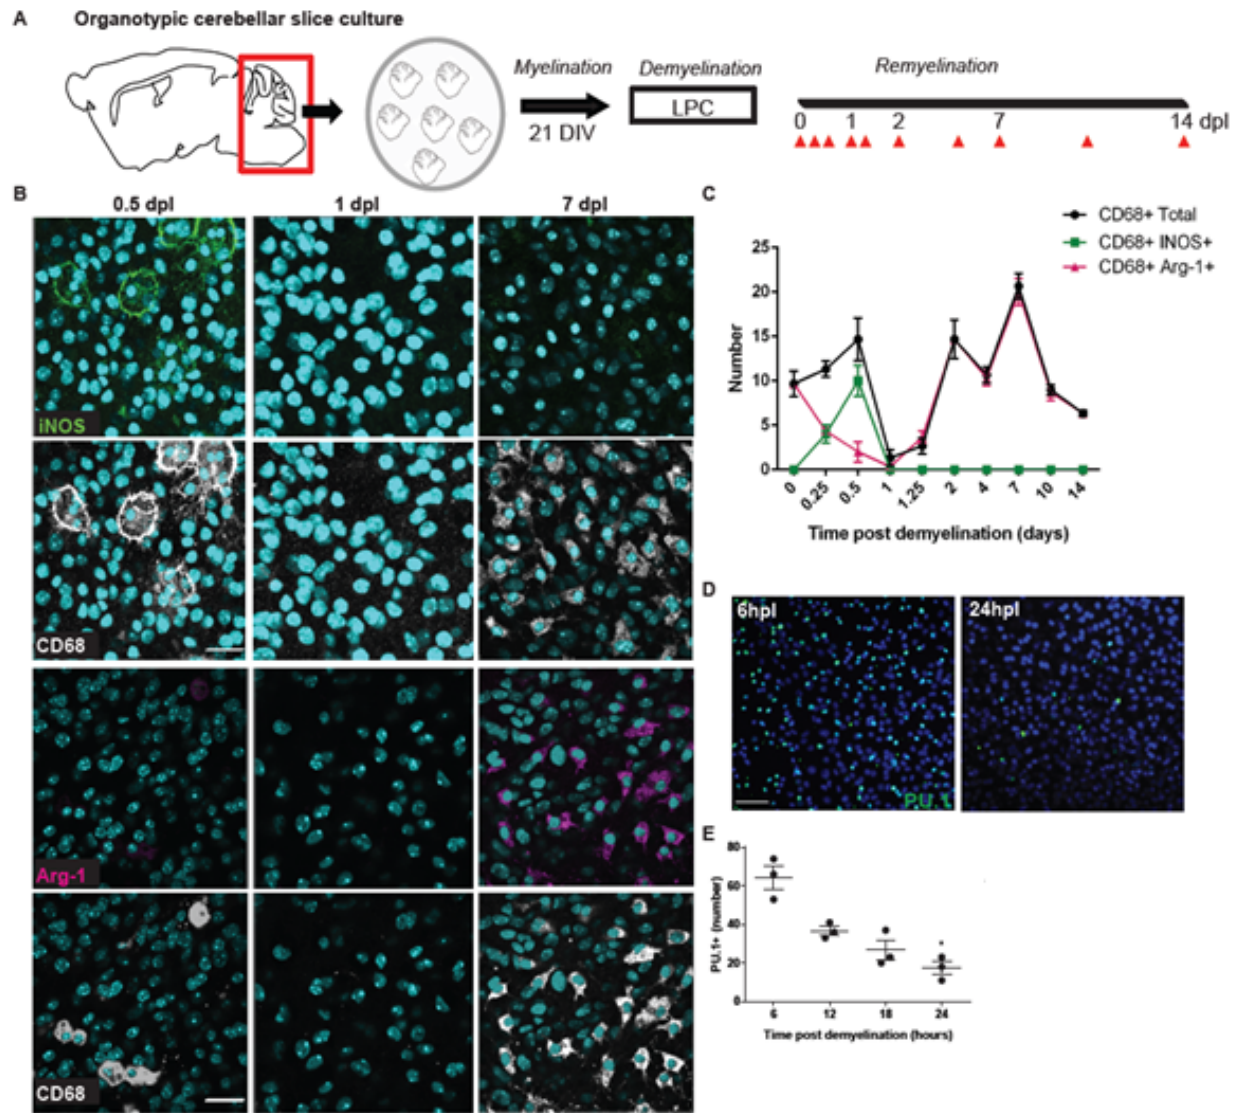 A Organotypic cerebellar slice culture
Myelination Demyelination Remyelination
LPC
21 DIV
0 1 2 7 14 dpl
B 0.5 dpl 1 dpl 7 dpl
iNOS
CD68
Arg-1
CD68
C
CD68+ Total
CD68+ INOS+
CD68+ Arg-1+
Number
25
20
15
10
5
0
0 0.25 0.5 1 1.25 2 4 7 10 14
Time post demyelination (days)
D
6hpl 24hpl
PU.1
E
PU.1+ (number)
80
60
40
20
0
6 12 18 24
*
Time post demyelination (hours)